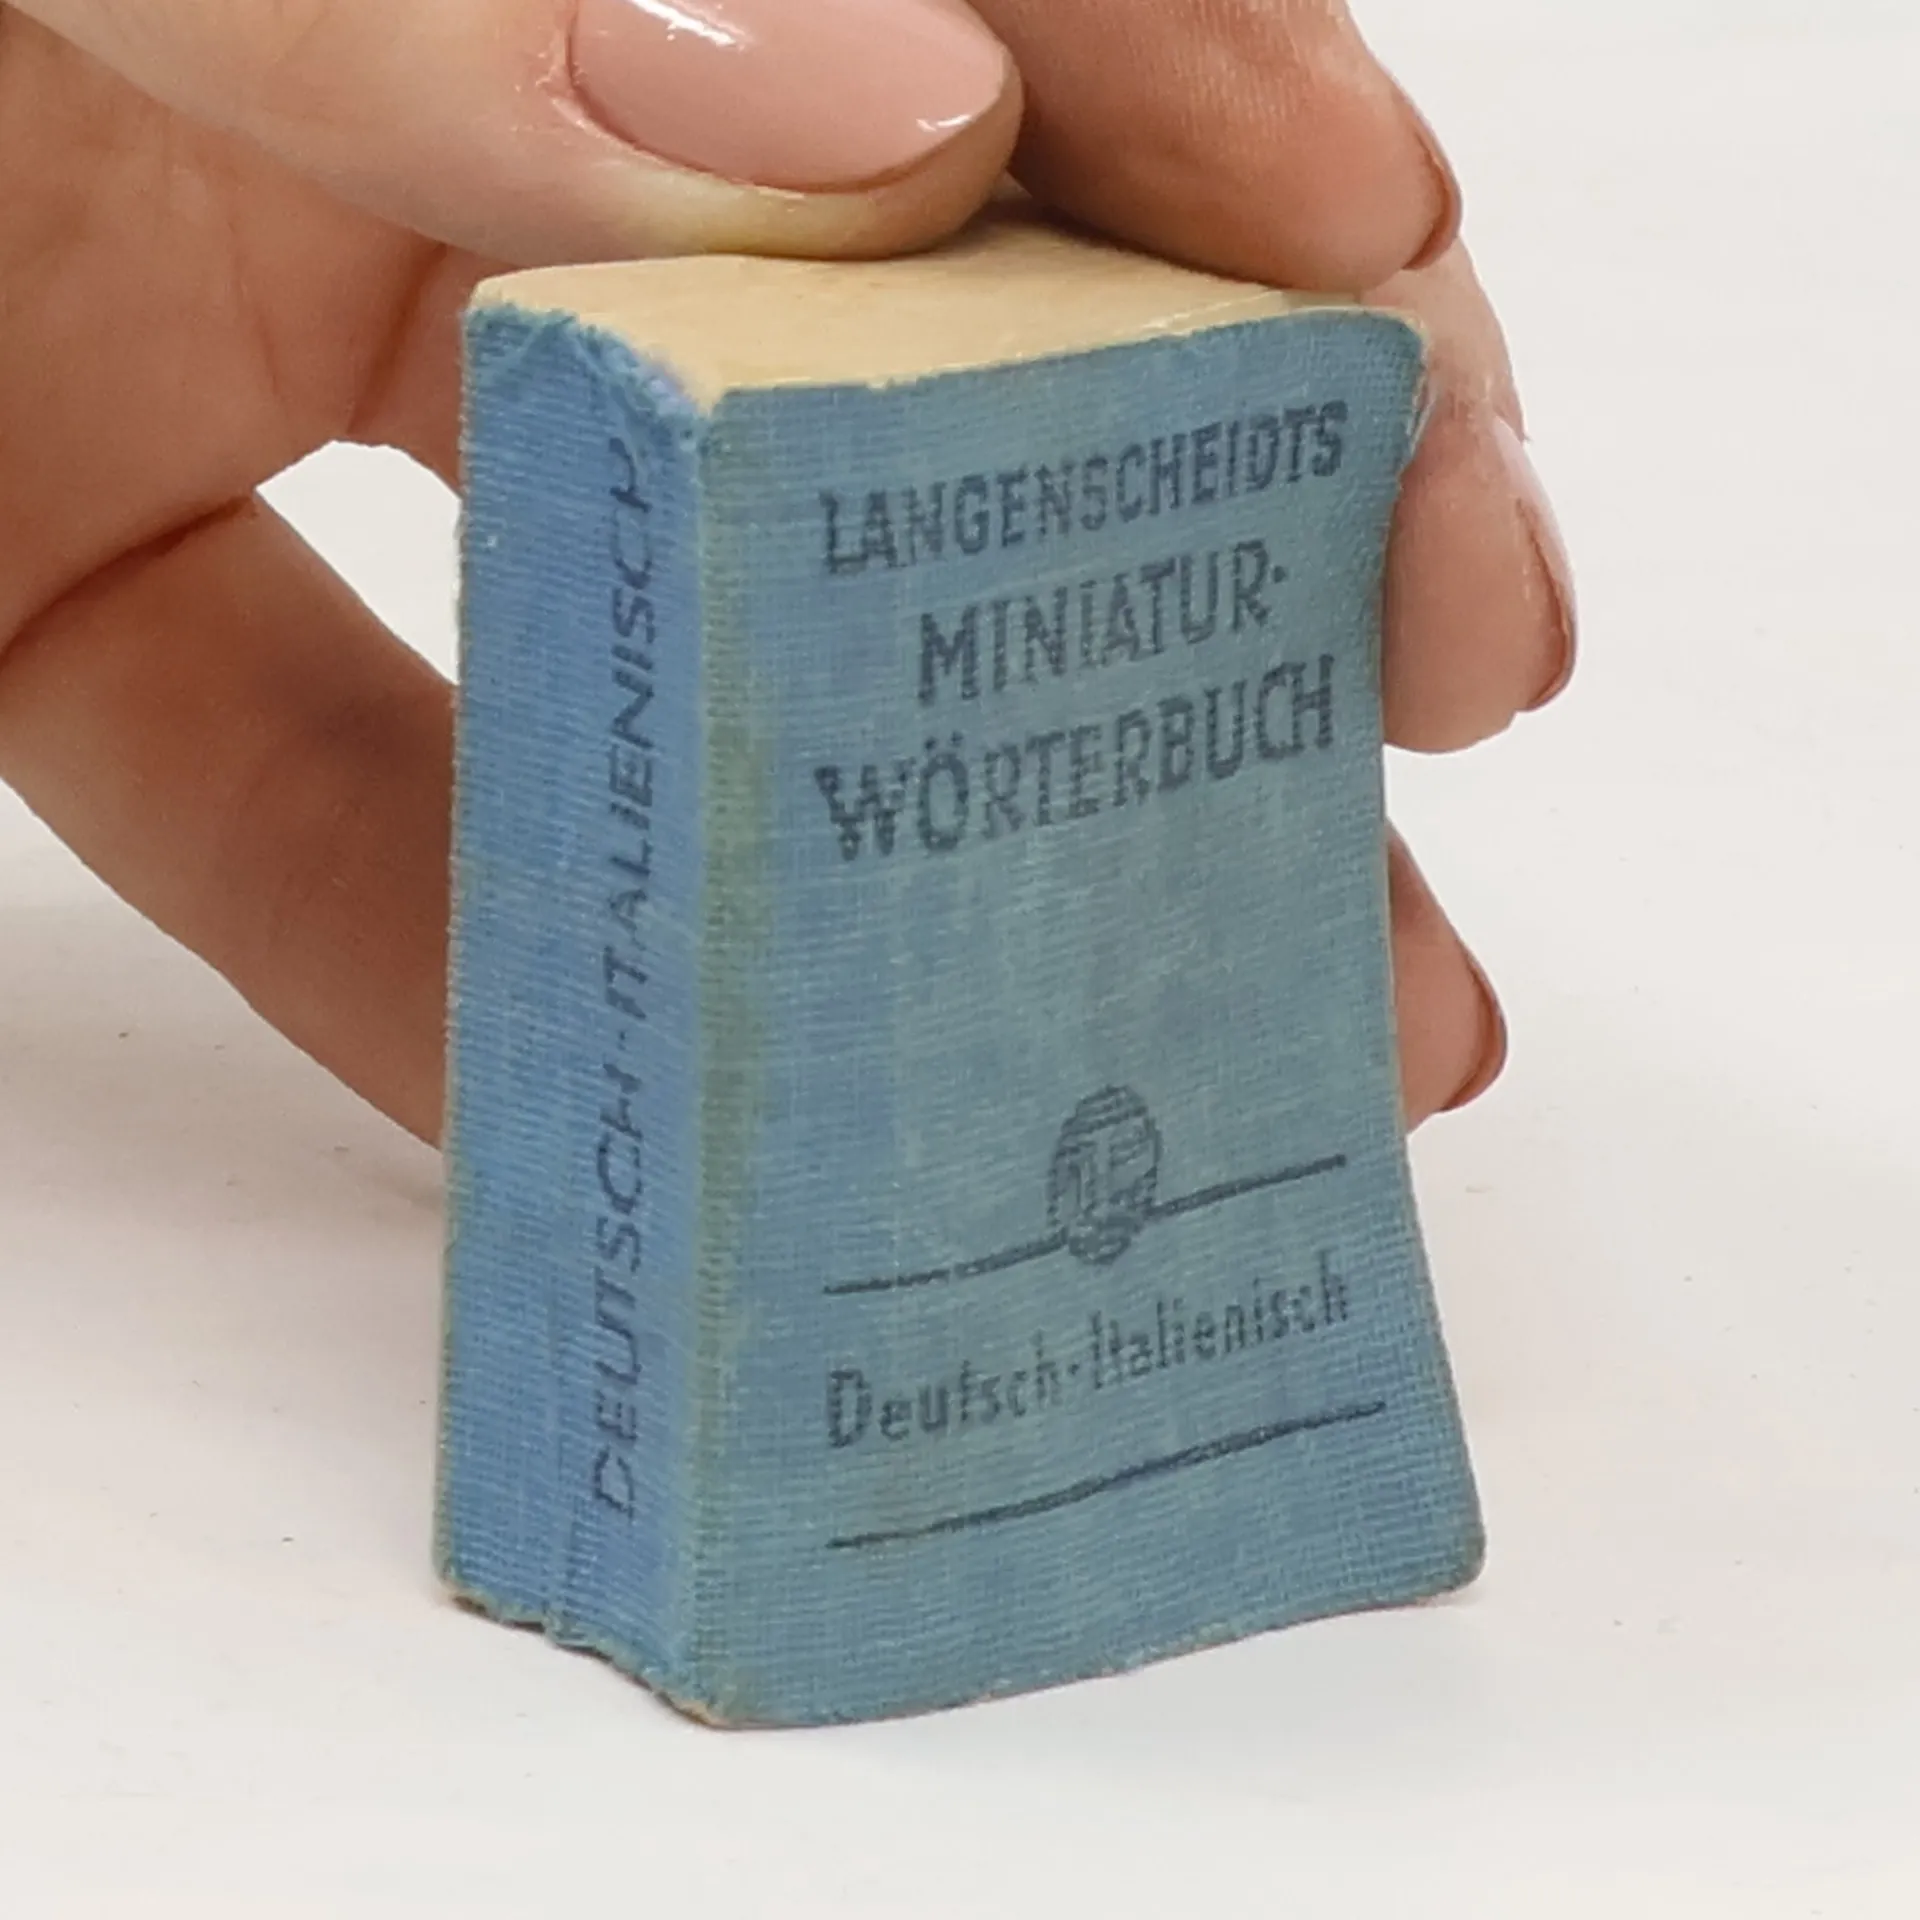 DEUTSCH-ITALIENISCH
LANGENSCHEIDTS
MINIATUR-
WÖRTERBUCH
Deutsch-Italienisch